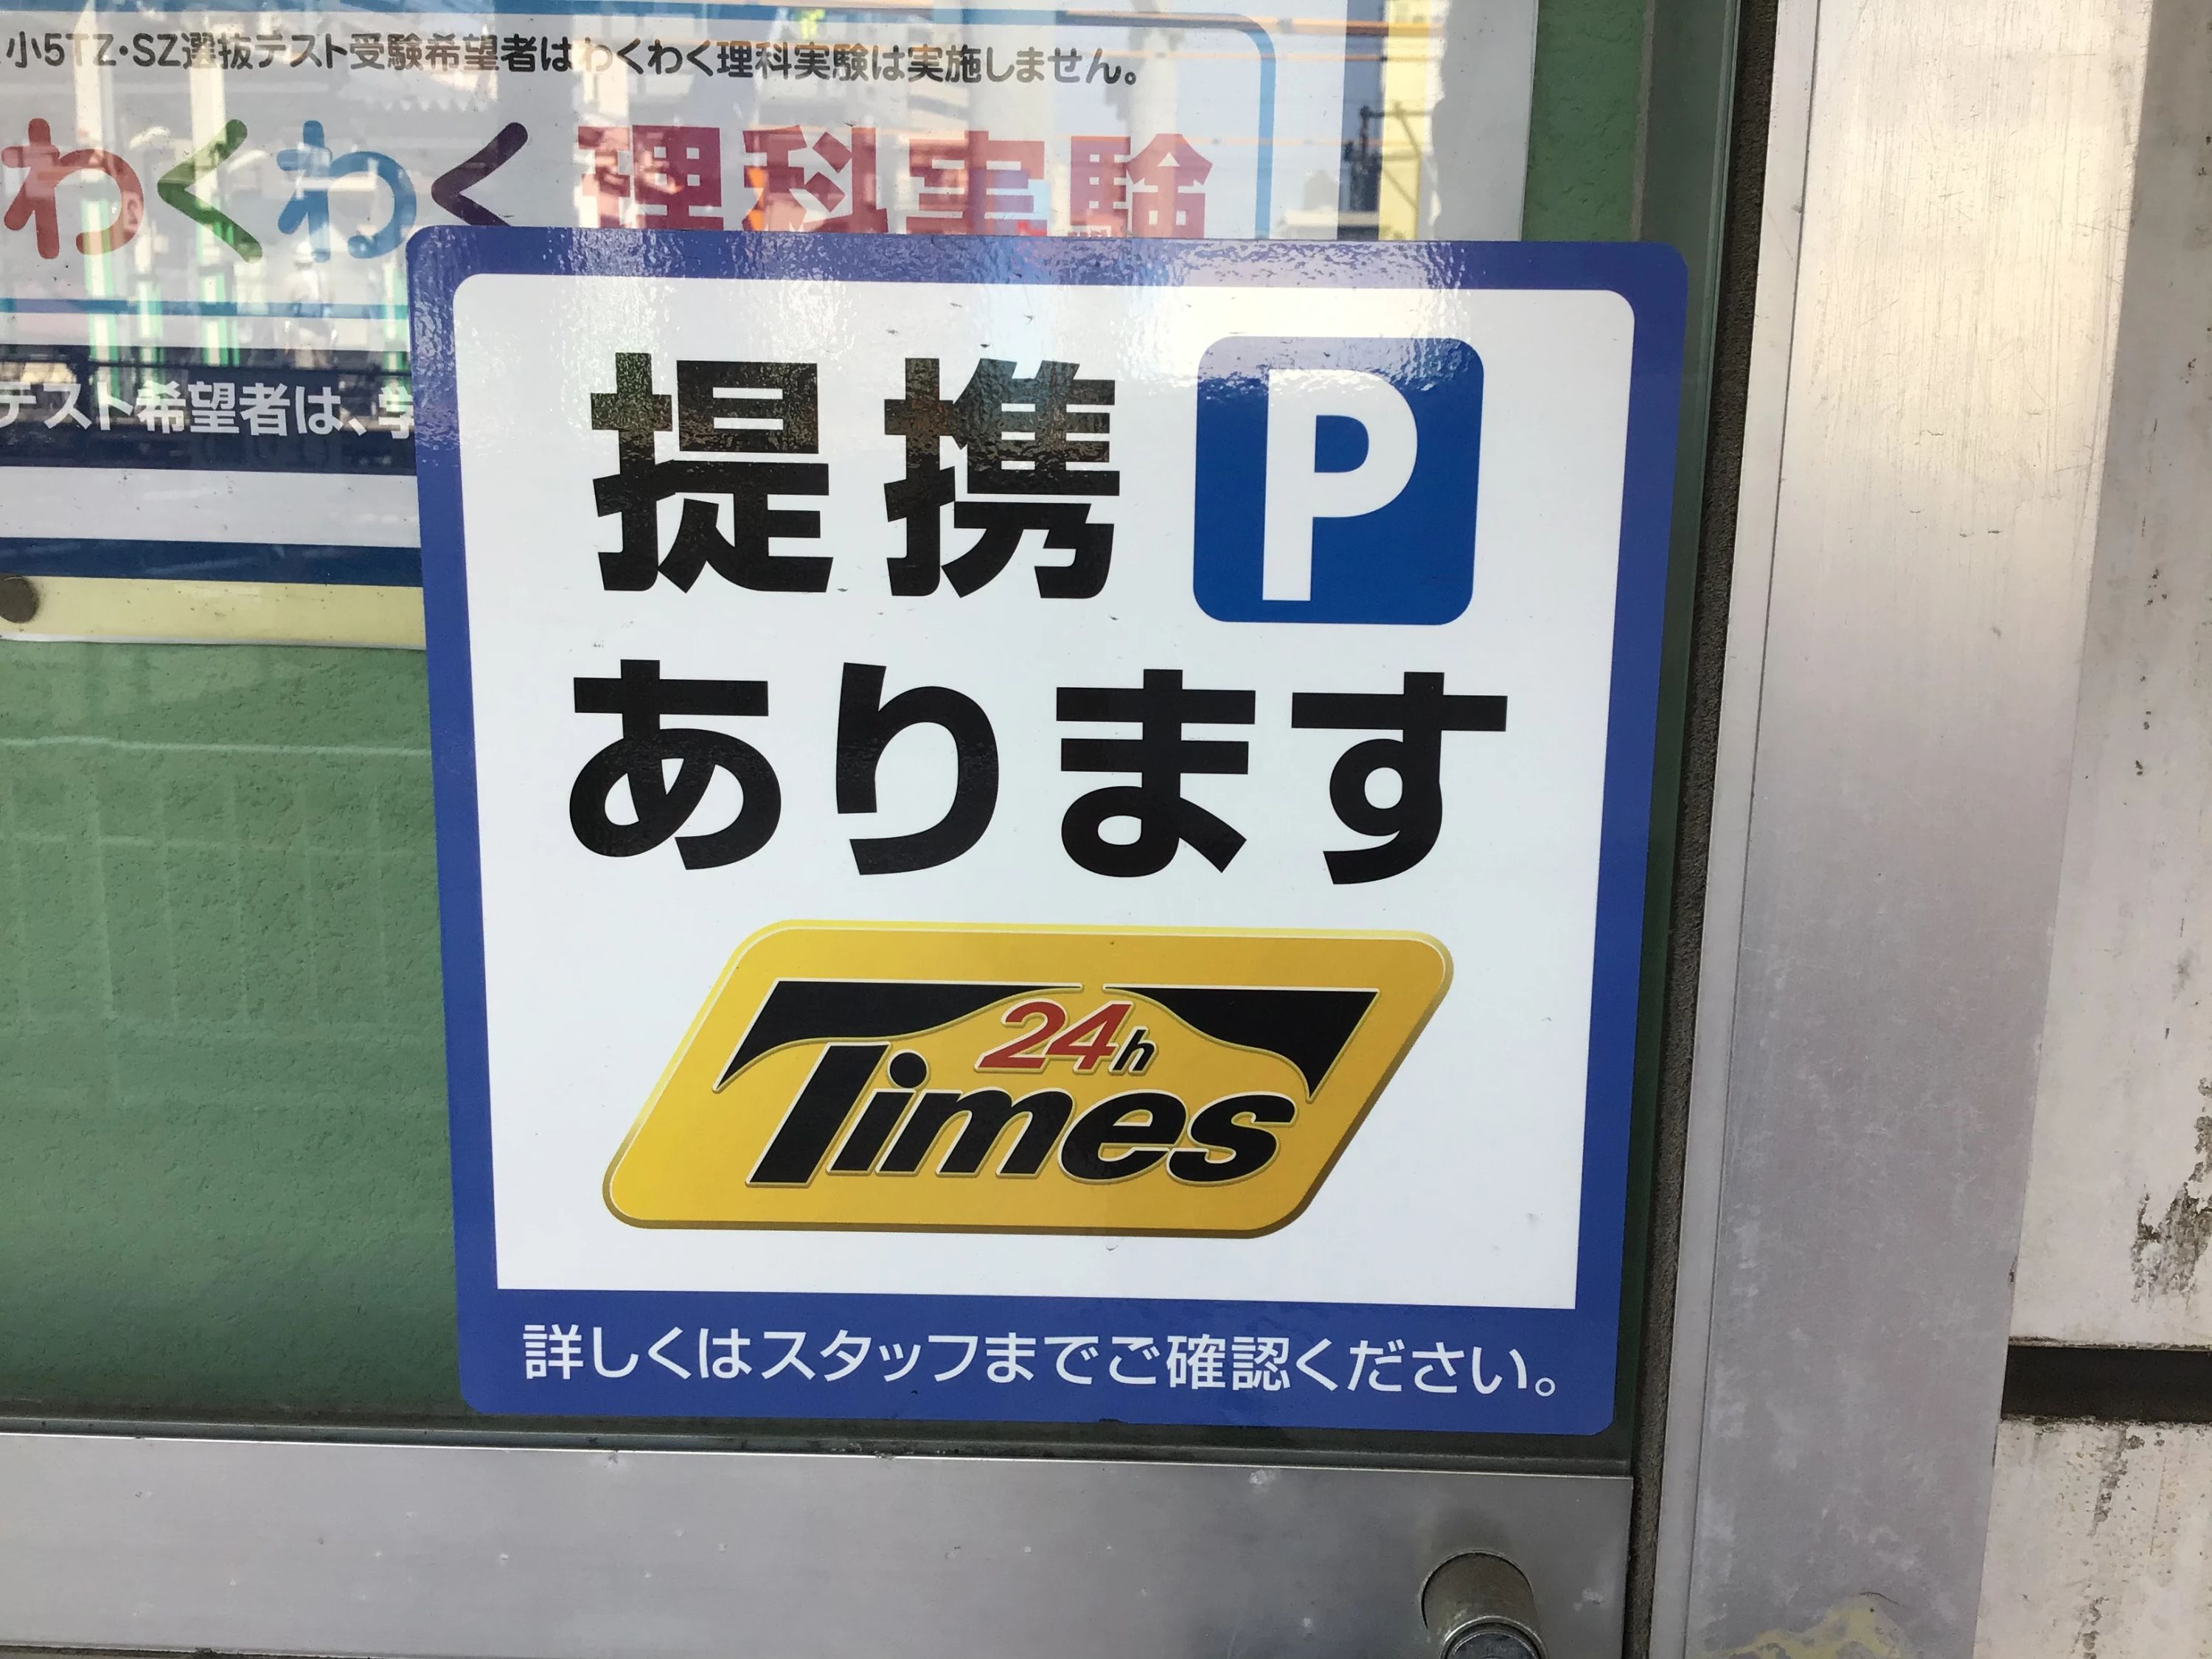 小5TZ・SZ選抜テスト受験希望者はわくわく理科実験は実施しません。
わくわく理科実験
テスト希望者は、学
提携P
あります
24h
Times
詳しくはスタッフまでご確認ください。